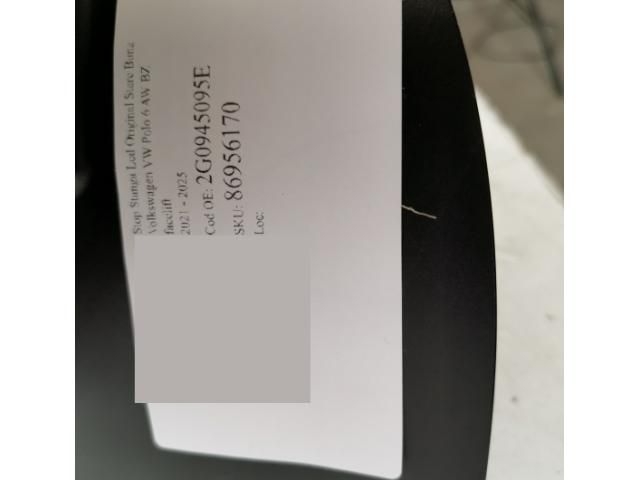 Stop Stanga Led Original Stare Buna
Volkswagen VW Polo 6 AW BZ
facelift
2021 - 2025
Cod OE: 2G0945095E
SKU: 86956170
Loc: